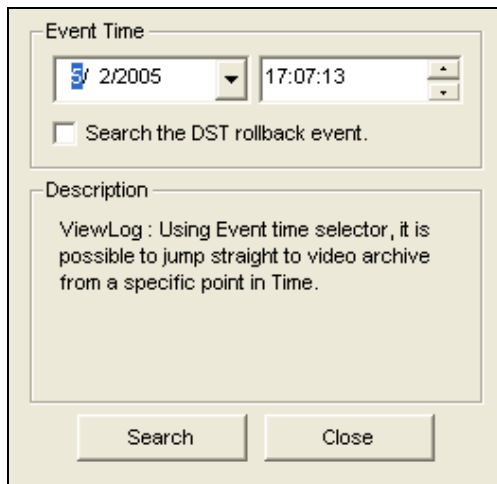 Event Time
5/ 2/2005 17:07:13
Search the DST rollback event.
Description
ViewLog : Using Event time selector, it is
possible to jump straight to video archive
from a specific point in Time.
Search Close